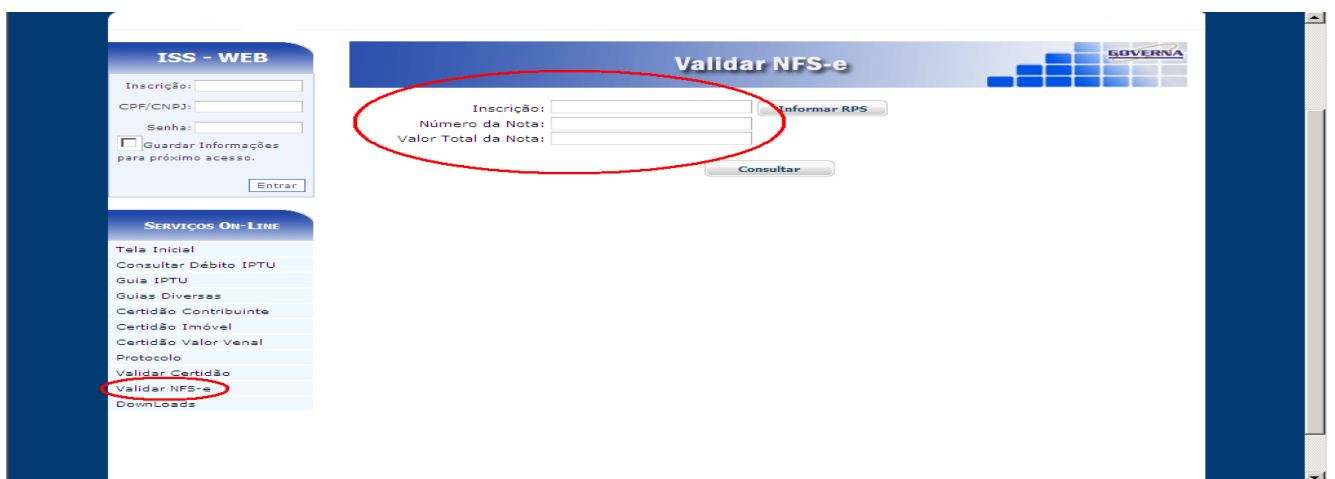 ISS - WEB
Inscrição:
CPF/CNPJ:
Senha:
Guardar Informações
para próximo acesso.
Entrar
Serviços On-Line
Tela Inicial
Consultar Débito IPTU
Guia IPTU
Guias Diversas
Certidão Contribuinte
Certidão Imóvel
Certidão Valor Venal
Protocolo
Validar Certidão
Validar NFS-e
DownLoads
Validar NFS-e
GOVERNA
Inscrição:
Informar RPS
Número da Nota:
Valor Total da Nota:
Consultar